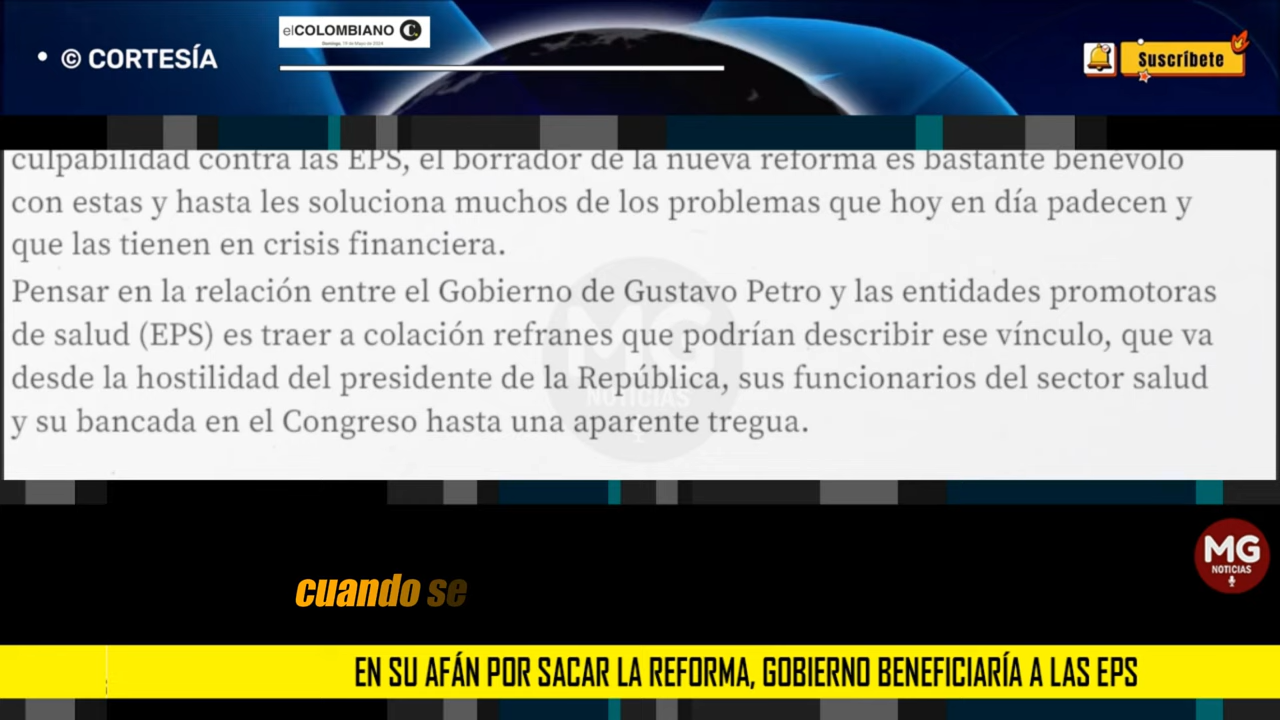 • © CORTESÍA
elCOLOMBIANO C
Suscríbete
culpabilidad contra las EPS, el borrador de la nueva reforma es bastante benévolo
con estas y hasta les soluciona muchos de los problemas que hoy en día padecen y
que las tienen en crisis financiera.
Pensar en la relación entre el Gobierno de Gustavo Petro y las entidades promotoras
de salud (EPS) es traer a colación refranes que podrían describir ese vínculo, que va
desde la hostilidad del presidente de la República, sus funcionarios del sector salud
y su bancada en el Congreso hasta una aparente tregua.
MG
NOTICIAS
MG
NOTICIAS
cuando se
EN SU AFÁN POR SACAR LA REFORMA, GOBIERNO BENEFICIARÍA A LAS EPS